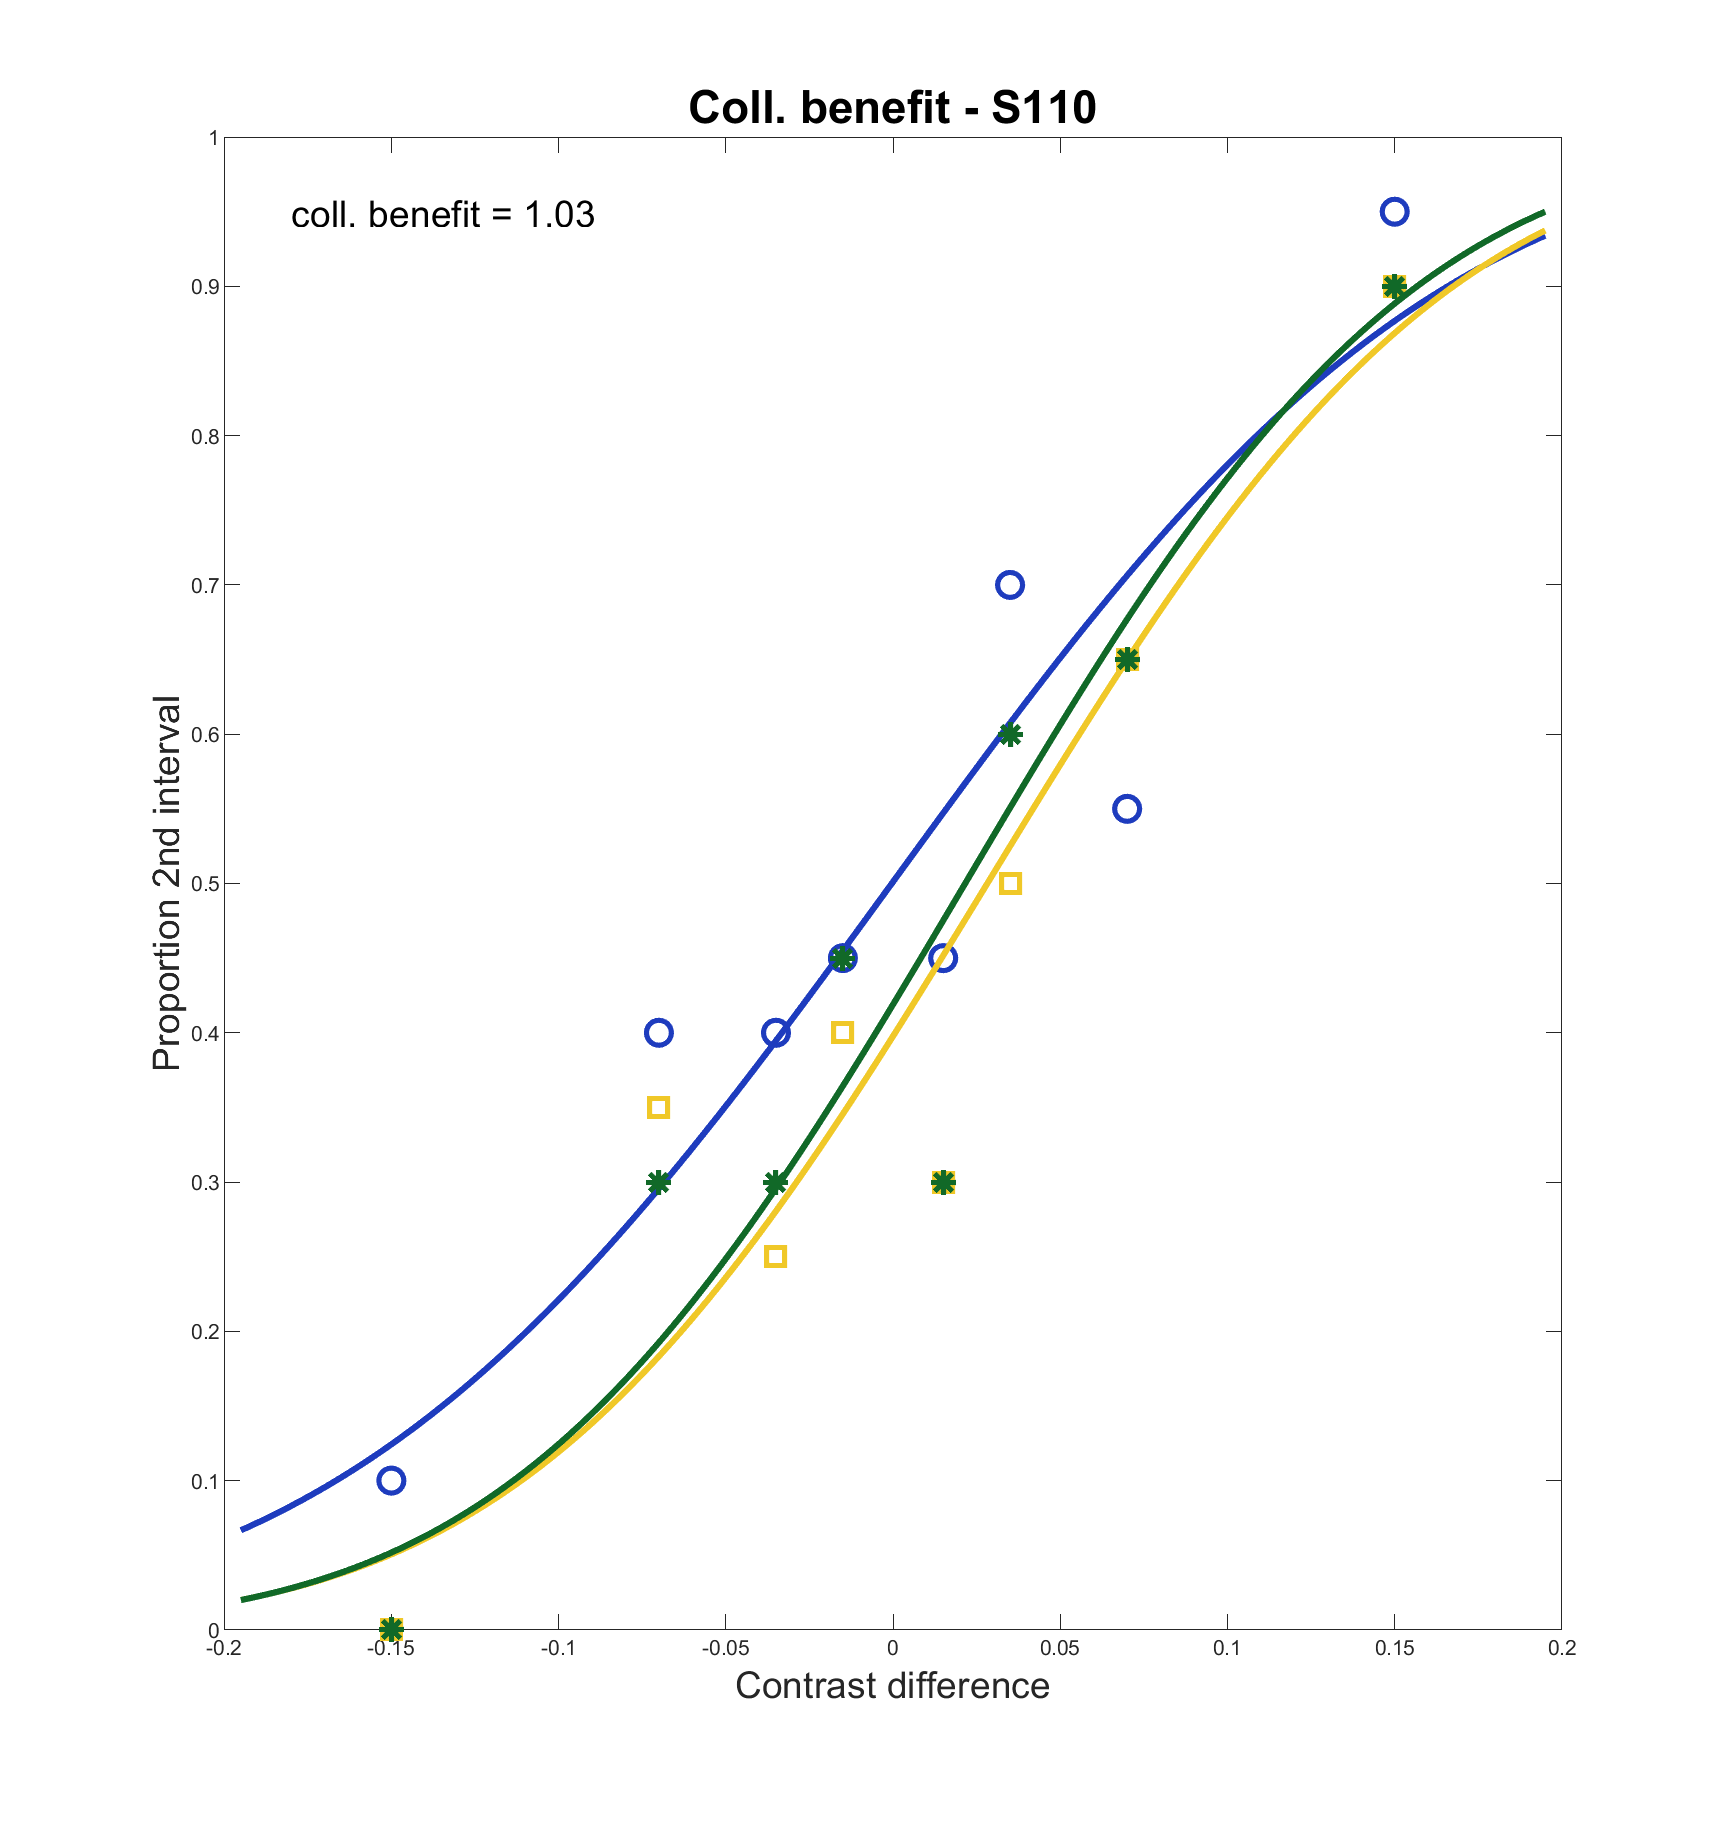 Coll. benefit - S110
coll. benefit = 1.03
1
0.9
0.8
0.7
0.6
0.5
0.4
0.3
0.2
0.1
0
Proportion 2nd interval
-0.2 -0.15 -0.1 -0.05 0 0.05 0.1 0.15 0.2
Contrast difference